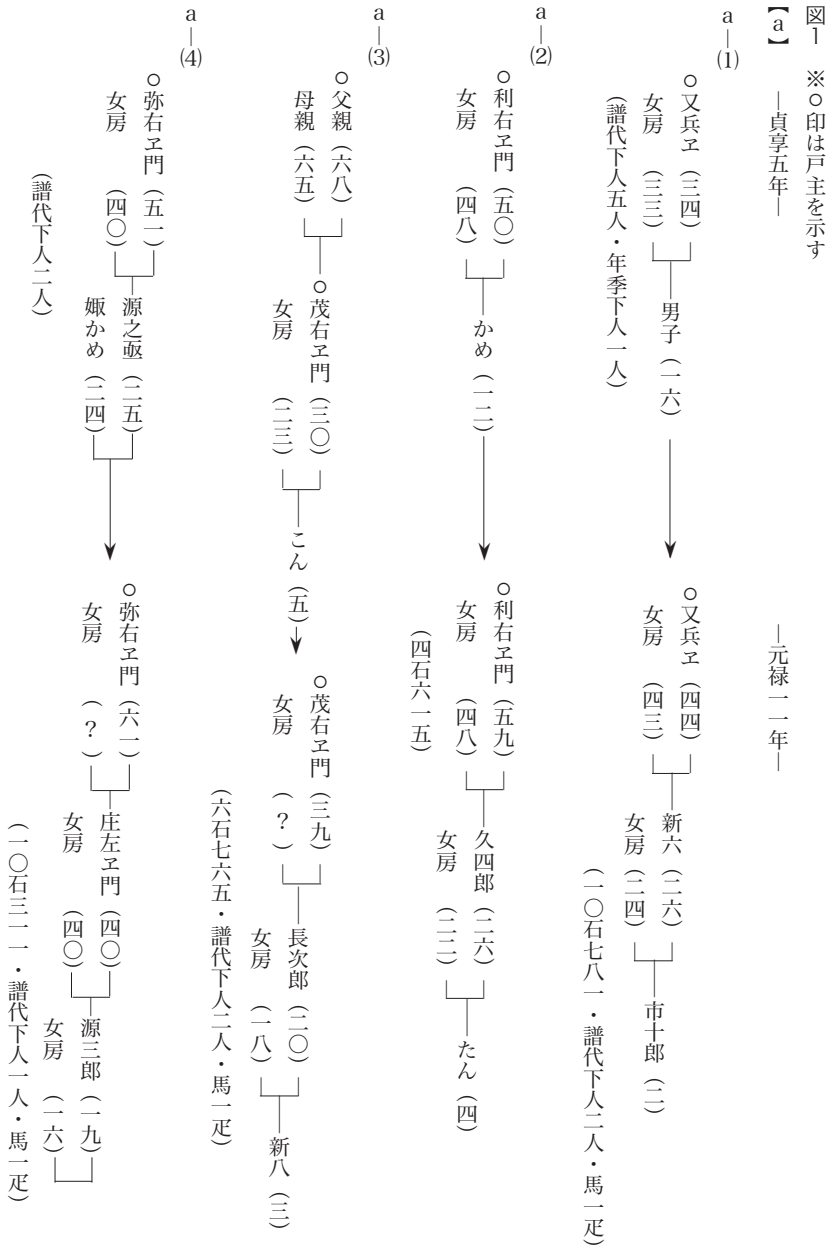 図1　※○印は戸主を示す
【a】　―貞享五年―
―元禄一一年―
a―(1)
○又兵ヱ（三四）
女房　（三三）
男子（一六）
（譜代下人五人・年季下人一人）
○又兵ヱ（四四）
女房　（四三）
新六（二六）
女房（二四）
市十郎（二）
（一〇石七八一・譜代下人二人・馬一疋）
a―(2)
○利右ヱ門（五〇）
女房　（四八）
かめ（一二）
○利右ヱ門（五九）
女房　（四八）
久四郎（二六）
女房　（二二）
たん（四）
（四石六一五）
a―(3)
○父親（六八）
母親（六五）
○茂右ヱ門（三〇）
女房　（二三）
こん（五）
○茂右ヱ門（三九）
女房　（？）
長次郎（二〇）
女房　（一八）
新八（三）
（六石七六五・譜代下人二人・馬一疋）
a―(4)
○弥右ヱ門（五一）
女房　（四〇）
源之亟（二五）
娵かめ（二四）
（譜代下人二人）
○弥右ヱ門（六一）
女房　（？）
庄左ヱ門（四〇）
女房　（四〇）
源三郎（一九）
女房　（一六）
（一〇石三一一・譜代下人一人・馬一疋）